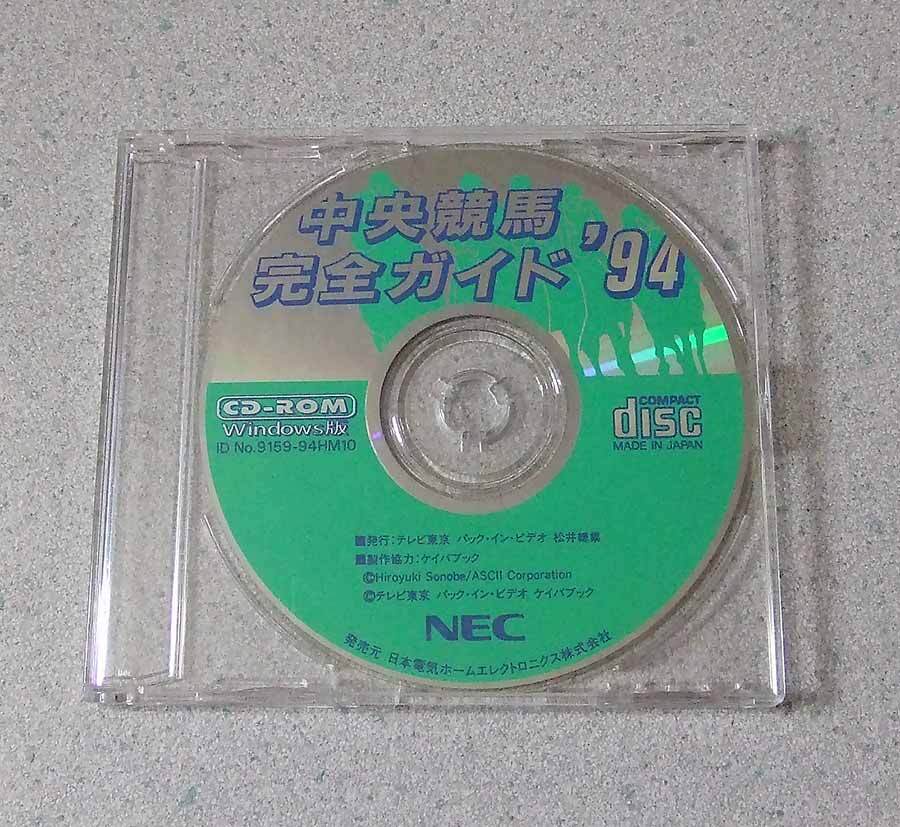 中央競馬
完全ガイド '94
CD-ROM
Windows版
ID No.9159-94HM10
COMPACT
disc
MADE IN JAPAN
■発行:テレビ東京 パック・イン・ビデオ 松井総業
■製作協力:ケイバブック
©Hiroyuki Sonobe/ASCII Corporation
©テレビ東京 パック・イン・ビデオ ケイバブック
NEC
発売元 日本電気ホームエレクトロニクス株式会社